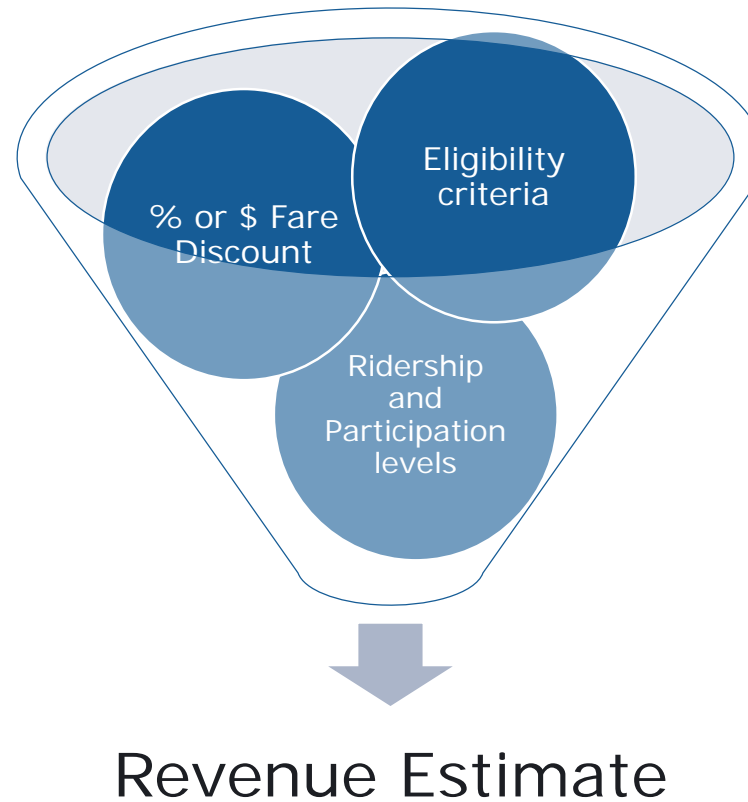 Eligibility
criteria
% or $ Fare
Discount
Ridership
and
Participation
levels
Revenue Estimate